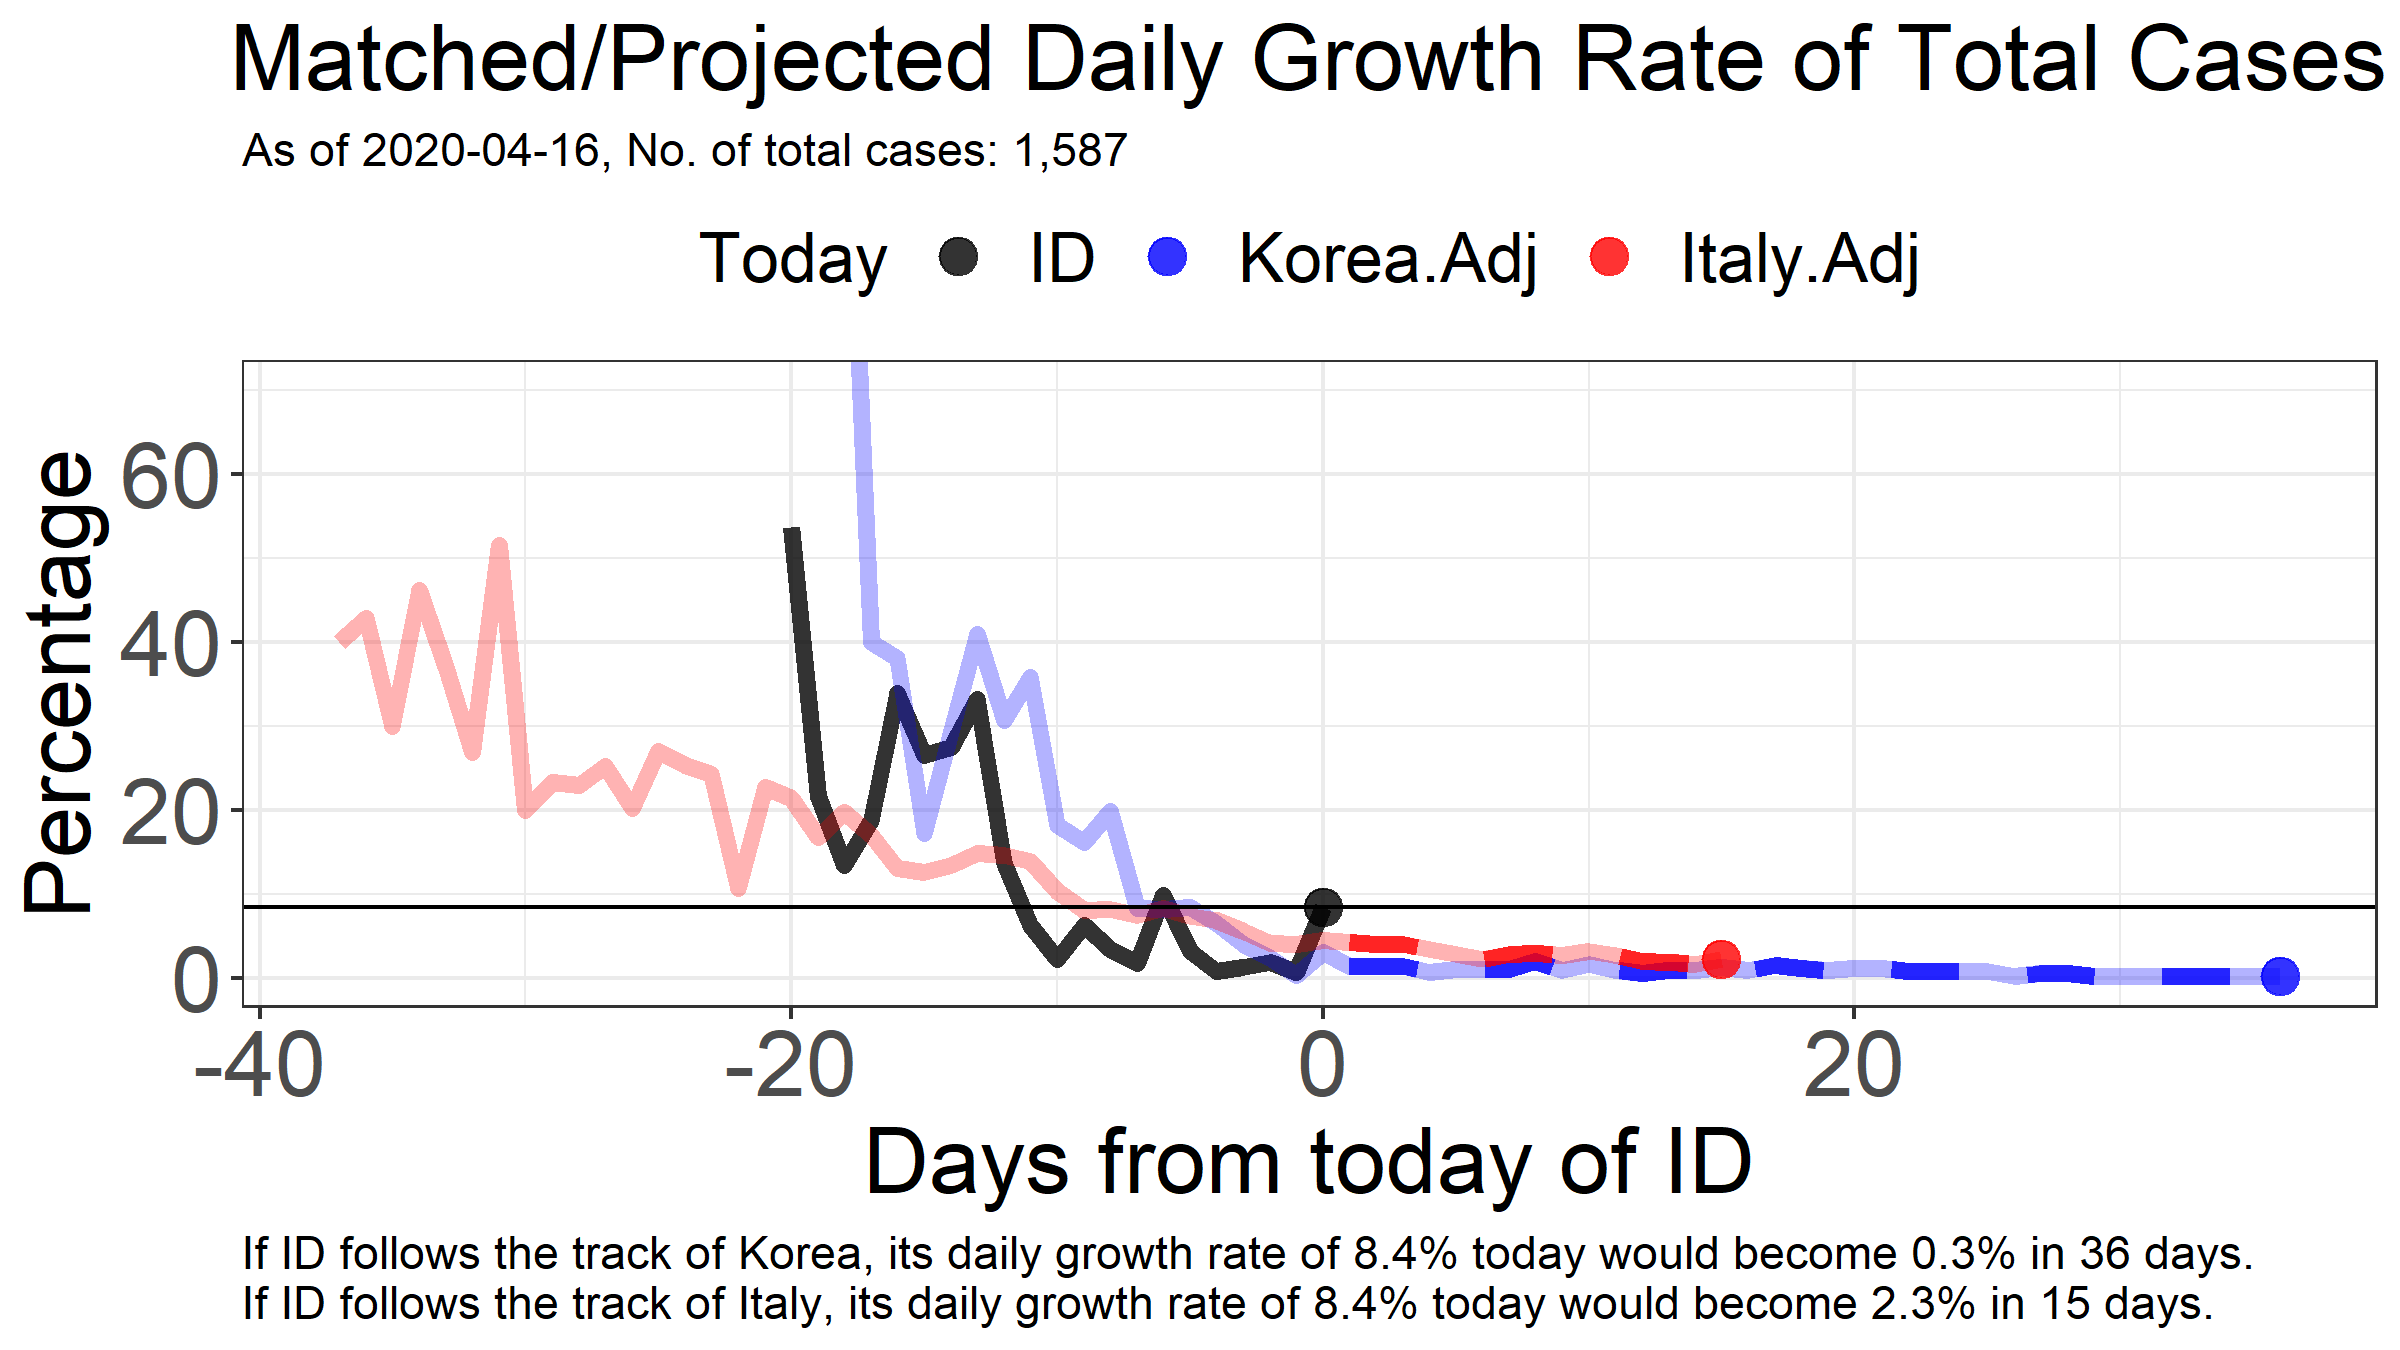 Matched/Projected Daily Growth Rate of Total Cases
As of 2020-04-16, No. of total cases: 1,587
Today ID Korea.Adj Italy.Adj
Percentage
60
40
20
0
-40 -20 0 20
Days from today of ID
If ID follows the track of Korea, its daily growth rate of 8.4% today would become 0.3% in 36 days.
If ID follows the track of Italy, its daily growth rate of 8.4% today would become 2.3% in 15 days.